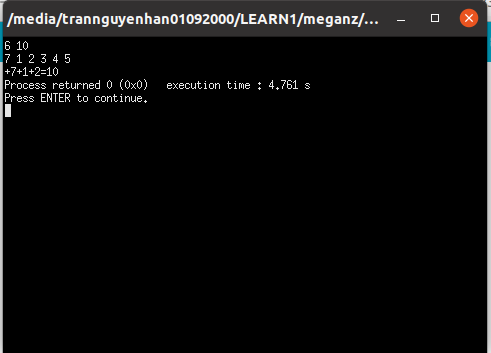 /media/trannguyenhan01092000/LEARN1/meganz/...
6 10
7 1 2 3 4 5
+7+1+2=10
Process returned 0 (0x0)   execution time : 4.761 s
Press ENTER to continue.